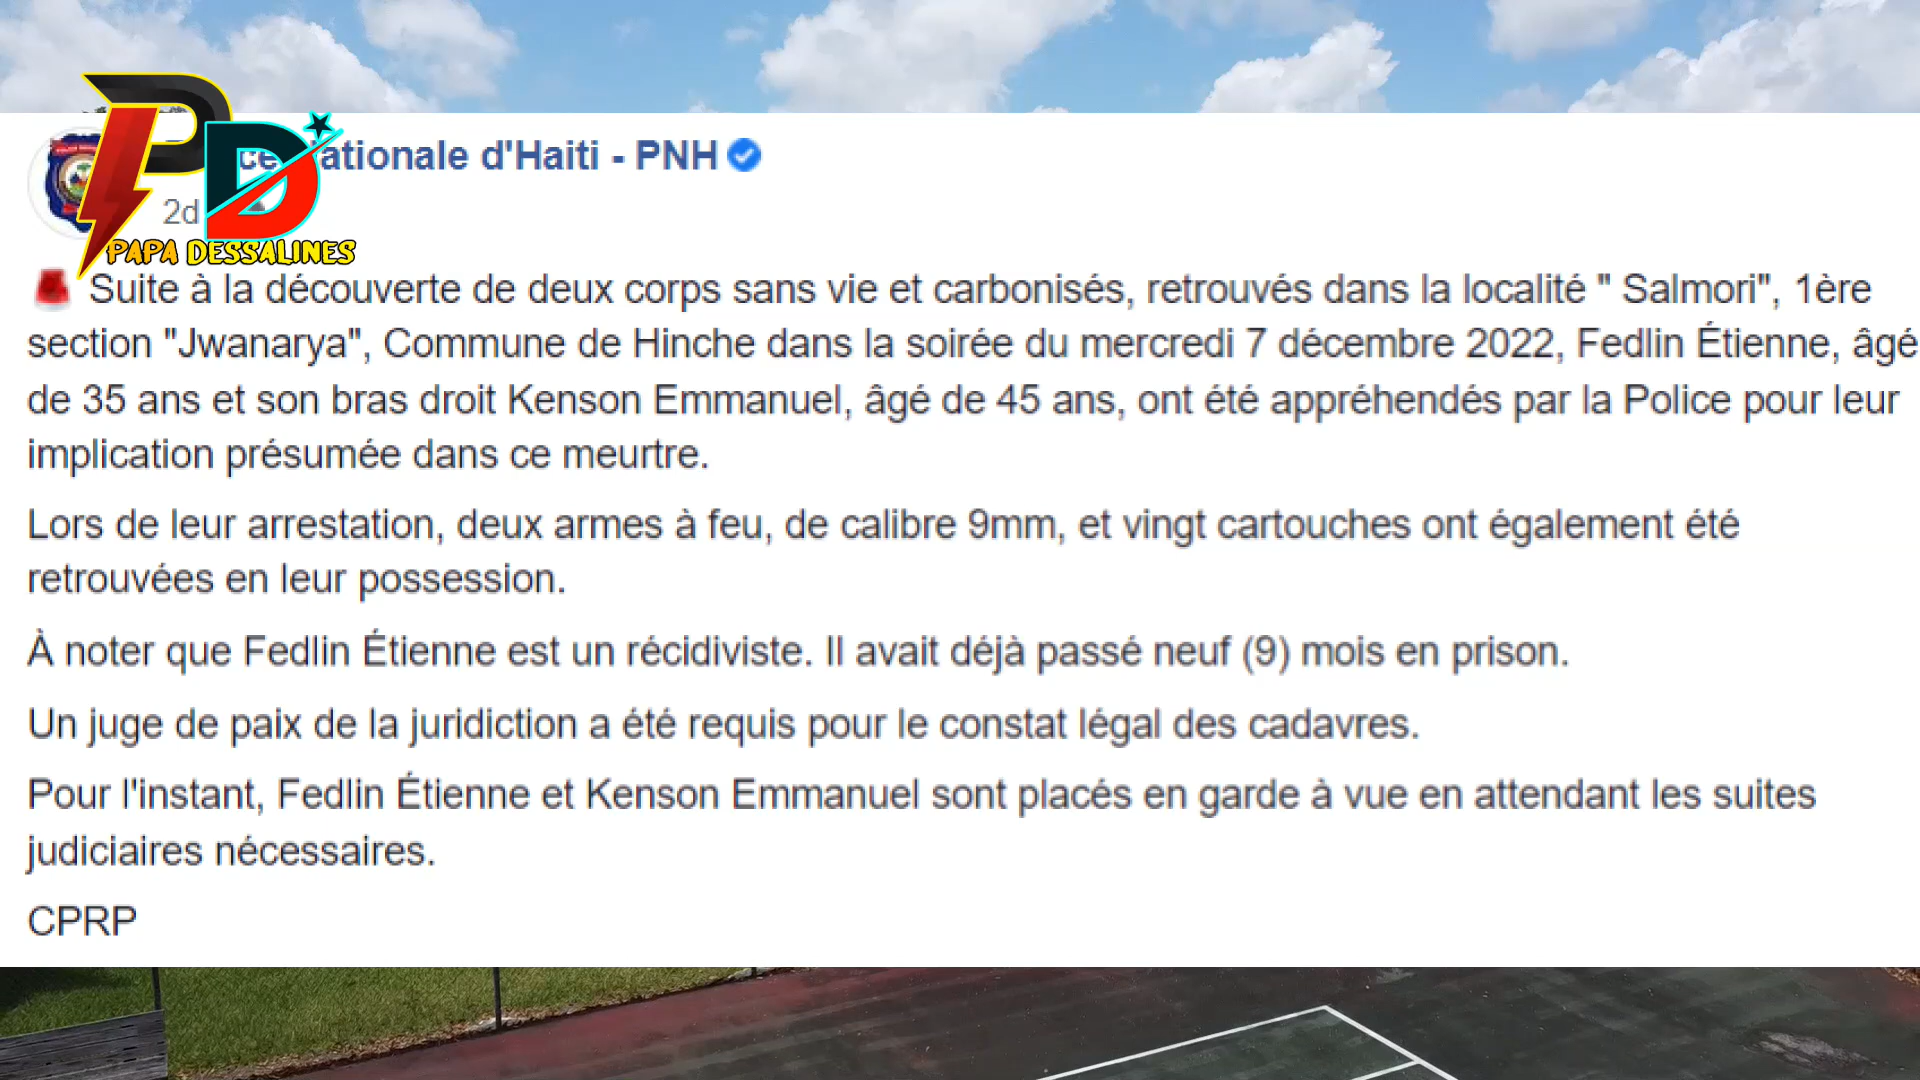 ationale d'Haiti - PNH
2d
PD
PAPA DESSALINES
Suite à la découverte de deux corps sans vie et carbonisés, retrouvés dans la localité " Salmori", 1ère
section "Jwanarya", Commune de Hinche dans la soirée du mercredi 7 décembre 2022, Fedlin Étienne, âgé
de 35 ans et son bras droit Kenson Emmanuel, âgé de 45 ans, ont été appréhendés par la Police pour leur
implication présumée dans ce meurtre.
Lors de leur arrestation, deux armes à feu, de calibre 9mm, et vingt cartouches ont également été
retrouvées en leur possession.
À noter que Fedlin Étienne est un récidiviste. Il avait déjà passé neuf (9) mois en prison.
Un juge de paix de la juridiction a été requis pour le constat légal des cadavres.
Pour l'instant, Fedlin Étienne et Kenson Emmanuel sont placés en garde à vue en attendant les suites
judiciaires nécessaires.
CPRP